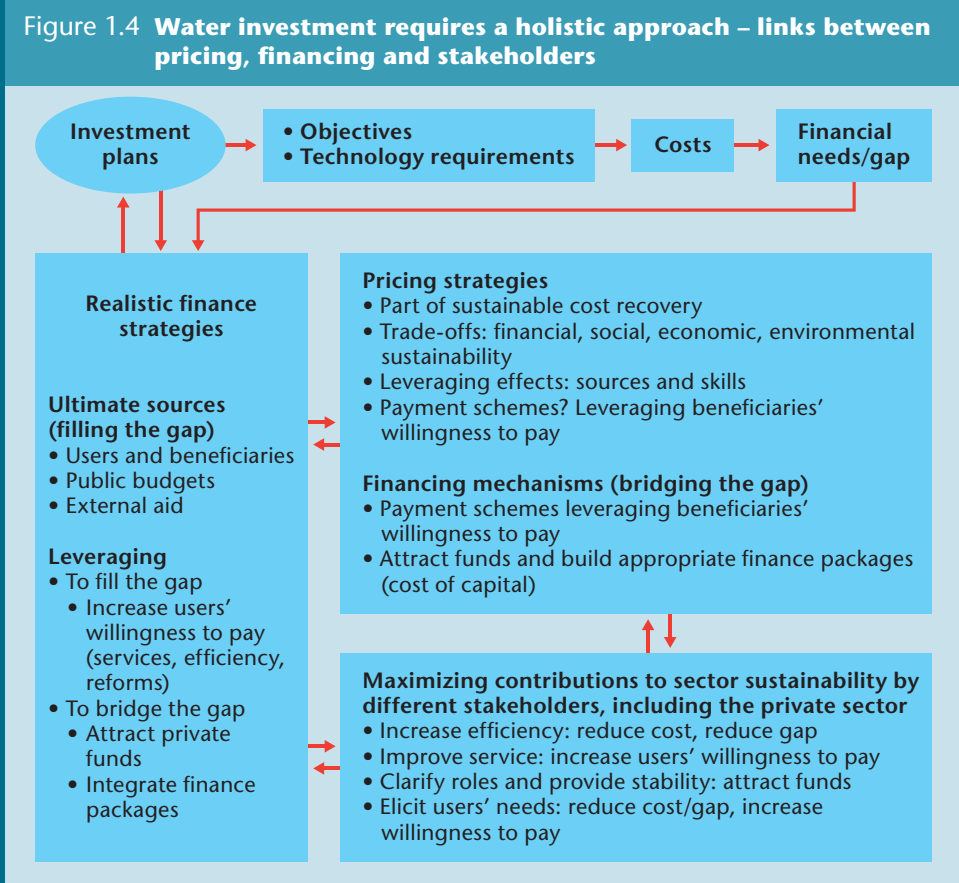 Figure 1.4 Water investment requires a holistic approach – links between
pricing, financing and stakeholders
Investment
plans
• Objectives
• Technology requirements
Costs
Financial
needs/gap
Realistic finance
strategies
Ultimate sources
(filling the gap)
• Users and beneficiaries
• Public budgets
• External aid
Leveraging
• To fill the gap
• Increase users’
willingness to pay
(services, efficiency,
reforms)
• To bridge the gap
• Attract private
funds
• Integrate finance
packages
Pricing strategies
• Part of sustainable cost recovery
• Trade-offs: financial, social, economic, environmental
sustainability
• Leveraging effects: sources and skills
• Payment schemes? Leveraging beneficiaries’
willingness to pay
Financing mechanisms (bridging the gap)
• Payment schemes leveraging beneficiaries’
willingness to pay
• Attract funds and build appropriate finance packages
(cost of capital)
Maximizing contributions to sector sustainability by
different stakeholders, including the private sector
• Increase efficiency: reduce cost, reduce gap
• Improve service: increase users’ willingness to pay
• Clarify roles and provide stability: attract funds
• Elicit users’ needs: reduce cost/gap, increase
willingness to pay